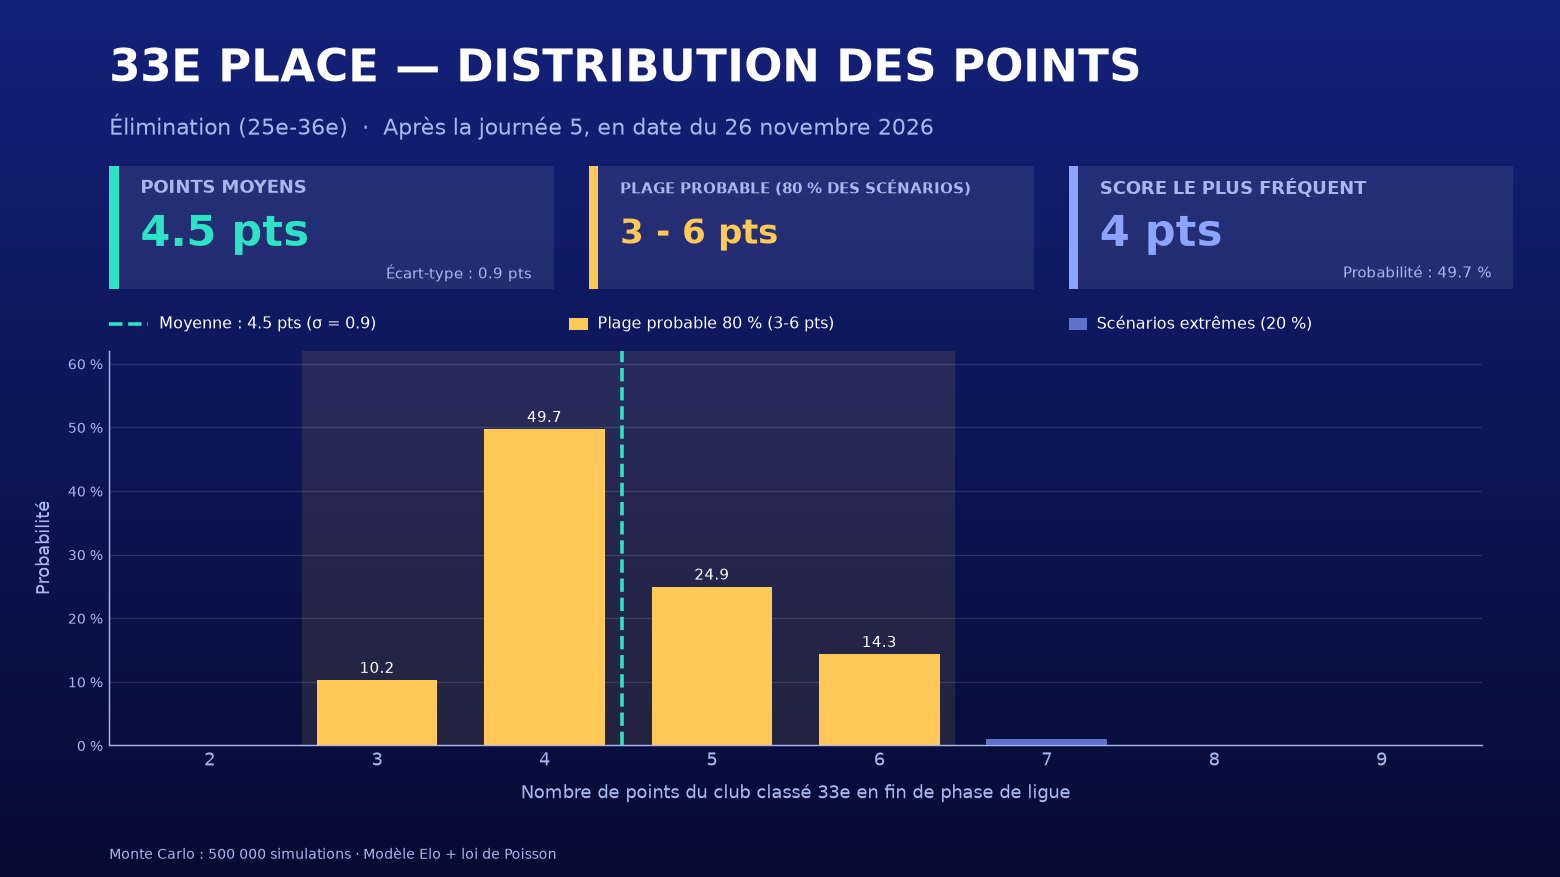 33E PLACE — DISTRIBUTION DES POINTS
Élimination (25e-36e) · Après la journée 5, en date du 26 novembre 2026
POINTS MOYENS
4.5 pts
Écart-type : 0.9 pts
PLAGE PROBABLE (80 % DES SCÉNARIOS)
3 - 6 pts
SCORE LE PLUS FRÉQUENT
4 pts
Probabilité : 49.7 %
Moyenne : 4.5 pts (σ = 0.9)
Plage probable 80 % (3-6 pts)
Scénarios extrêmes (20 %)
Probabilité
60 %
50 %
40 %
30 %
20 %
10 %
0 %
10.2
49.7
24.9
14.3
2 3 4 5 6 7 8 9
Nombre de points du club classé 33e en fin de phase de ligue
Monte Carlo : 500 000 simulations · Modèle Elo + loi de Poisson